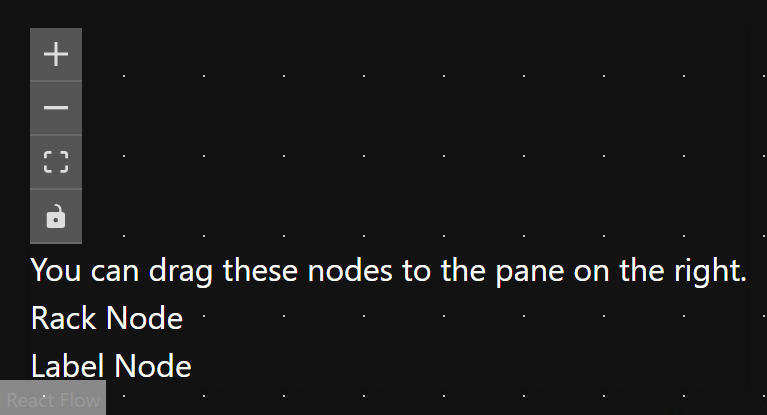 You can drag these nodes to the pane on the right.
Rack Node
Label Node
React Flow